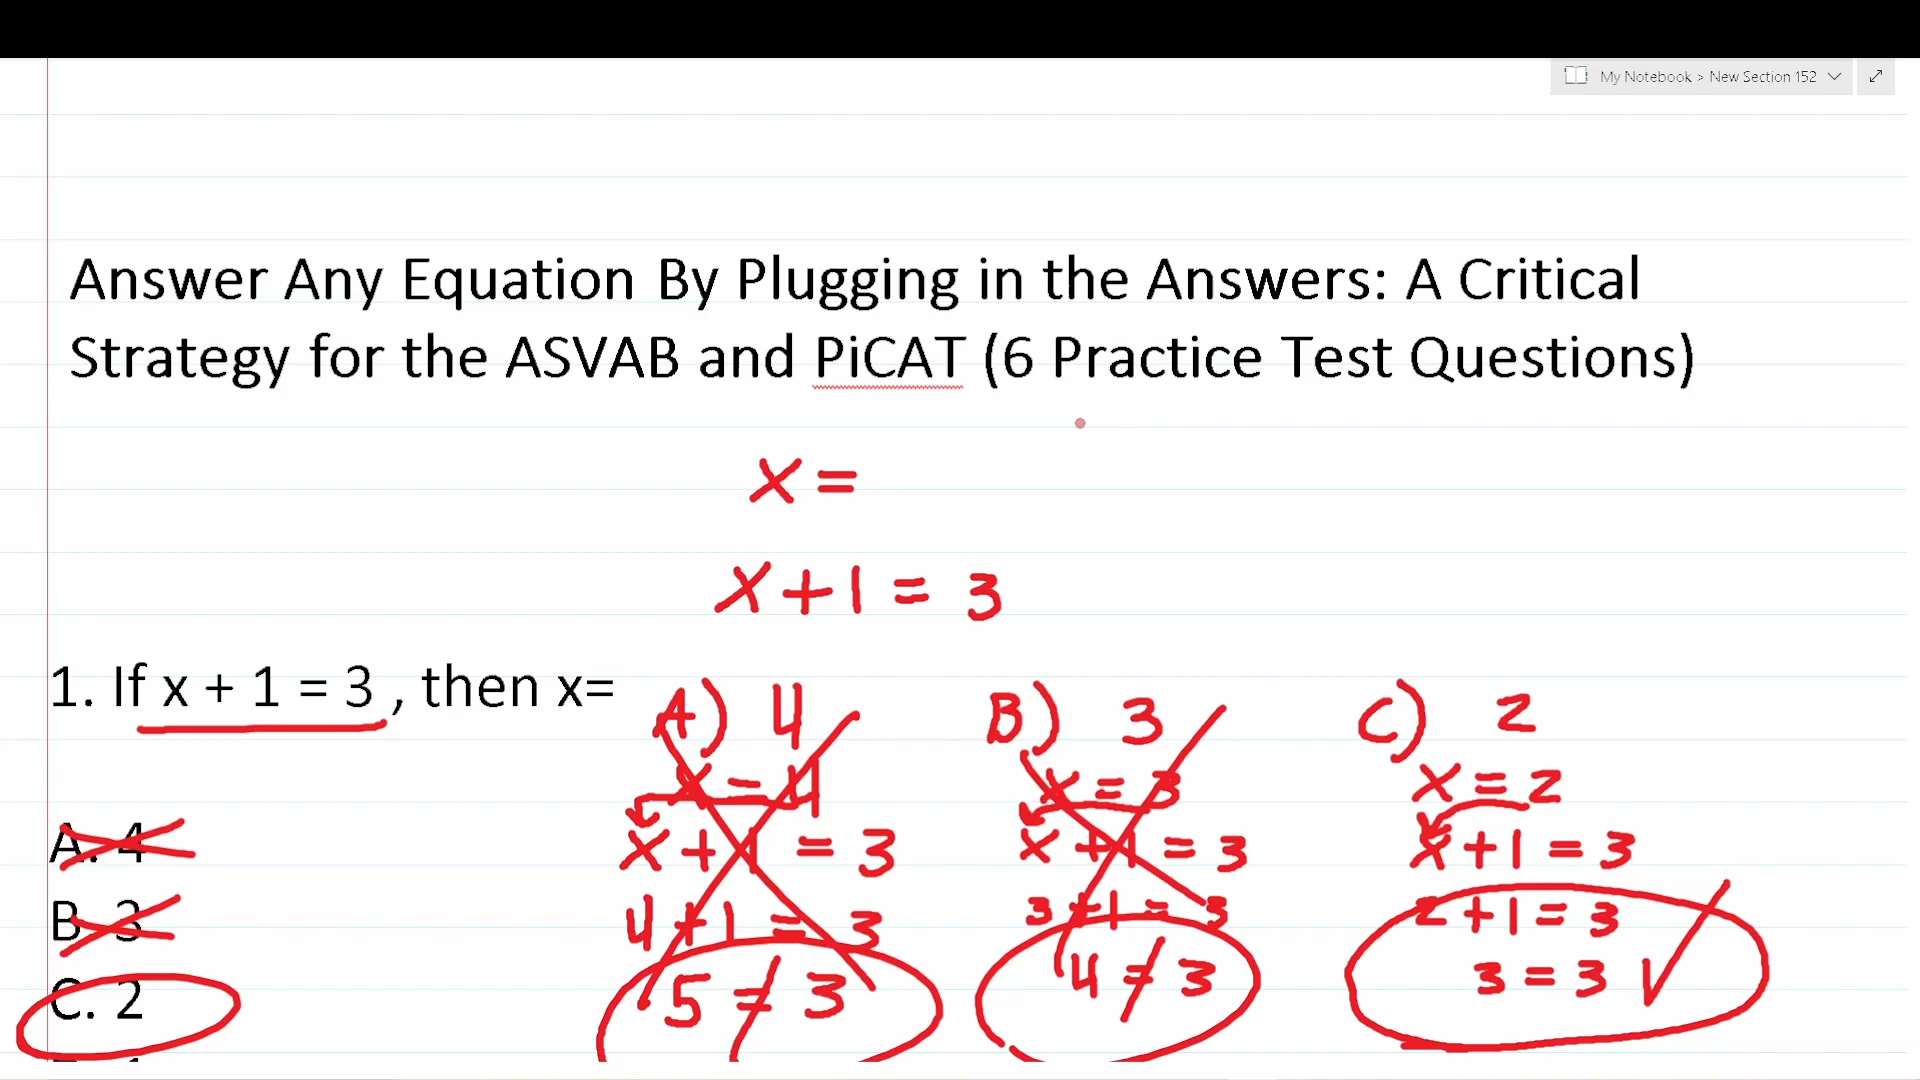 My Notebook > New Section 152
Answer Any Equation By Plugging in the Answers: A Critical
Strategy for the ASVAB and PiCAT (6 Practice Test Questions)
x =
x + 1 = 3
1. If x + 1 = 3 , then x=
A. 4
B. 3
C. 2
A) 4
x = 4
x + 1 = 3
4 + 1 = 3
5 ≠ 3
B) 3
x = 3
x + 1 = 3
3 + 1 = 3
4 ≠ 3
C) 2
x = 2
x + 1 = 3
2 + 1 = 3
3 = 3 ✓